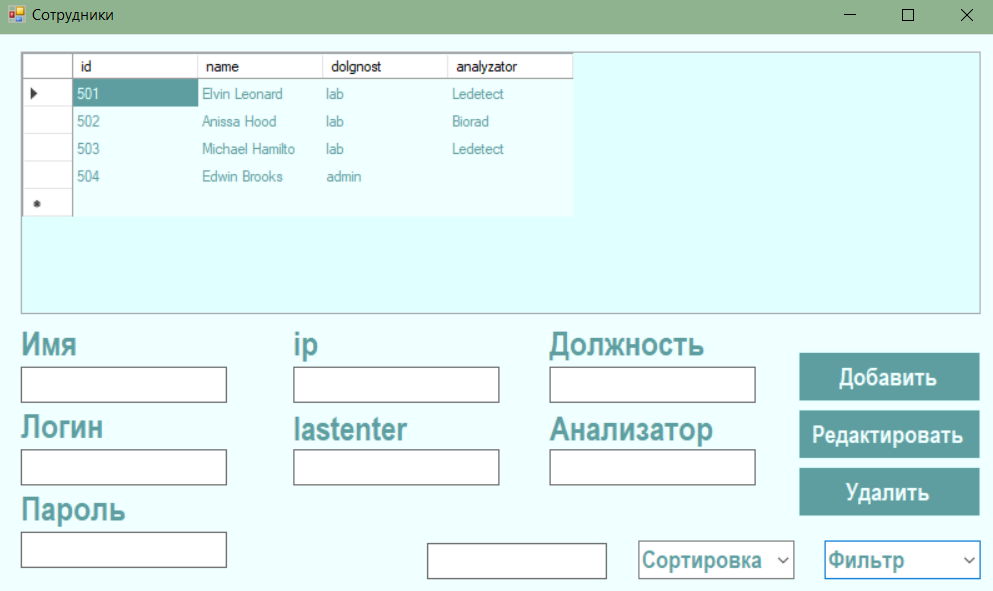 Сотрудники
id name dolgnost analyzator
501 Elvin Leonard lab Ledetect
502 Anissa Hood lab Biorad
503 Michael Hamilto lab Ledetect
504 Edwin Brooks admin
Имя ip Должность
Добавить
Логин lastenter Анализатор
Редактировать
Удалить
Пароль
Сортировка Фильтр